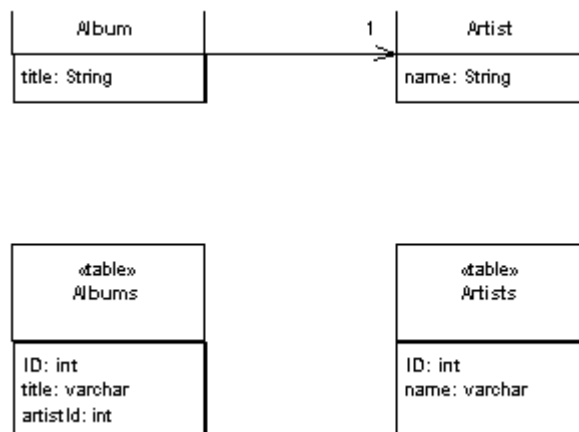 Album
1
Artist
title: String
name: String
«table»
Albums
«table»
Artists
ID: int
title: varchar
artistId: int
ID: int
name: varchar